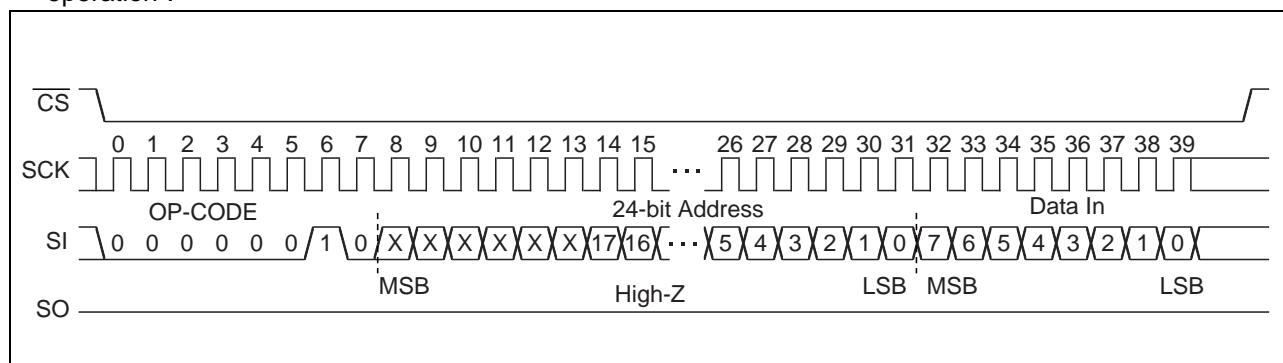 operation .
CS
0 1 2 3 4 5 6 7 8 9 10 11 12 13 14 15 26 27 28 29 30 31 32 33 34 35 36 37 38 39
SCK
OP-CODE 24-bit Address Data In
SI 0 0 0 0 0 0 1 0 X X X X X X 17 16 5 4 3 2 1 0 7 6 5 4 3 2 1 0
MSB High-Z LSB MSB LSB
SO